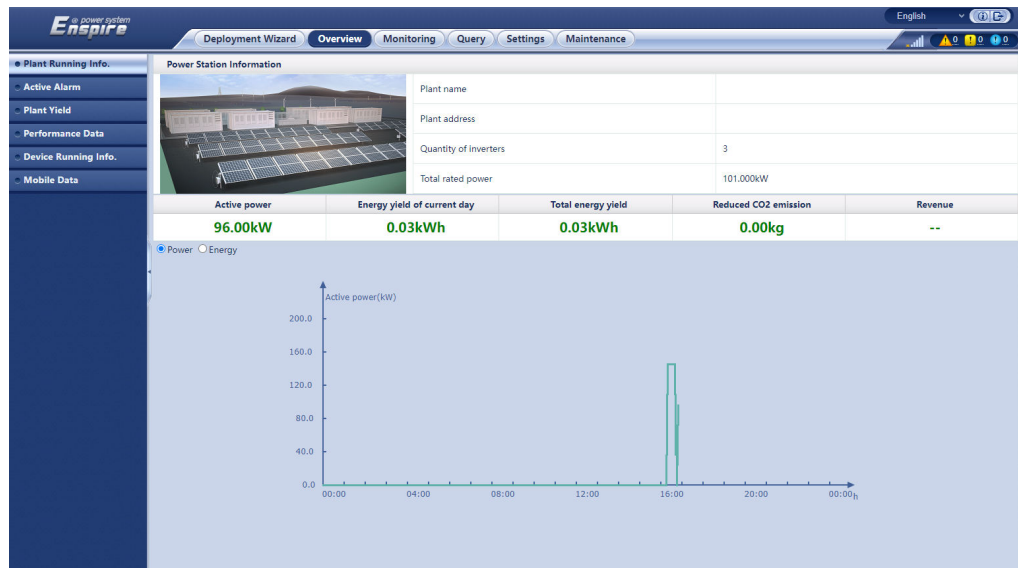 Enspire
@ power system
English
Deployment Wizard Overview Monitoring Query Settings Maintenance
0 0 0
Plant Running Info.
Active Alarm
Plant Yield
Performance Data
Device Running Info.
Mobile Data
Power Station Information
Plant name
Plant address
Quantity of inverters 3
Total rated power 101.000kW
Active power Energy yield of current day Total energy yield Reduced CO2 emission Revenue
96.00kW 0.03kWh 0.03kWh 0.00kg --
Power Energy
Active power(kW)
200.0
160.0
120.0
80.0
40.0
0.0
00:00 04:00 08:00 12:00 16:00 20:00 00:00 h